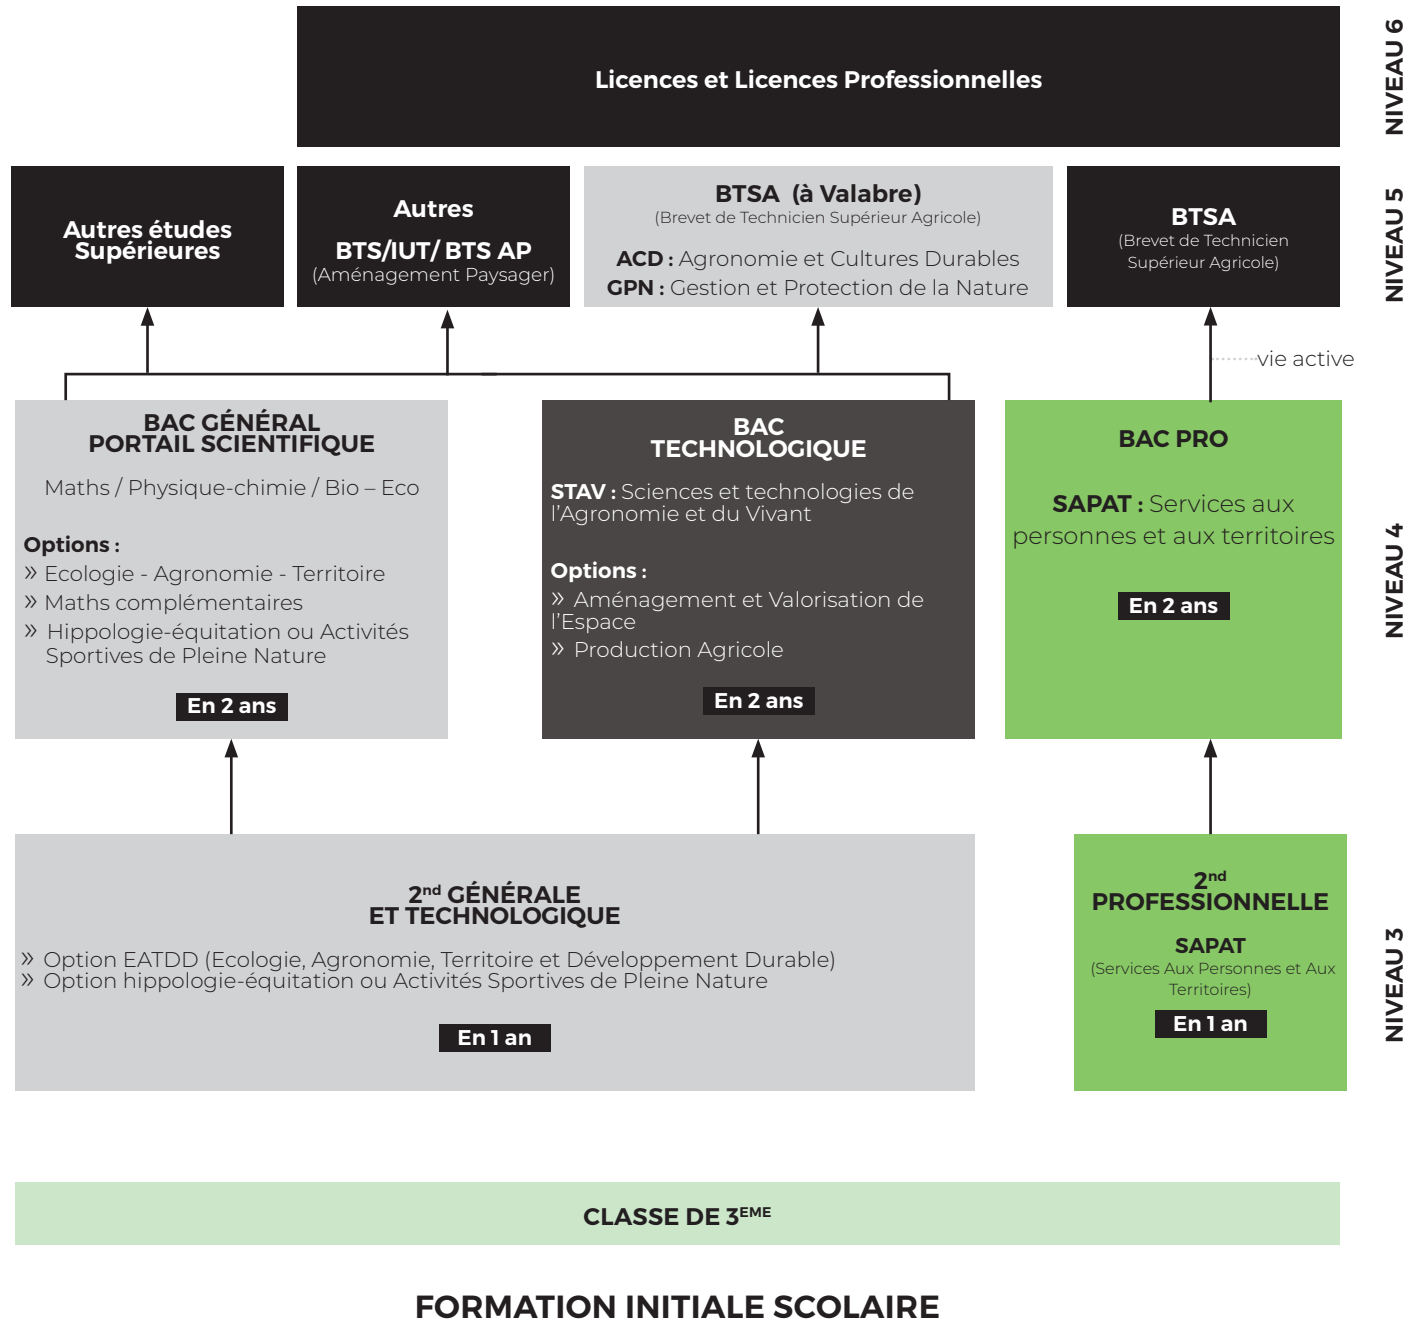 Licences et Licences Professionnelles
NIVEAU 6
Autres études
Supérieures
Autres
BTS/IUT/ BTS AP
(Aménagement Paysager)
BTSA (à Valabre)
(Brevet de Technicien Supérieur Agricole)
ACD : Agronomie et Cultures Durables
GPN : Gestion et Protection de la Nature
BTSA
(Brevet de Technicien
Supérieur Agricole)
NIVEAU 5
vie active
BAC GÉNÉRAL
PORTAIL SCIENTIFIQUE
Maths / Physique-chimie / Bio – Eco
Options :
» Ecologie - Agronomie - Territoire
» Maths complémentaires
» Hippologie-équitation ou Activités
Sportives de Pleine Nature
En 2 ans
BAC
TECHNOLOGIQUE
STAV : Sciences et technologies de
l'Agronomie et du Vivant
Options :
» Aménagement et Valorisation de
l'Espace
» Production Agricole
En 2 ans
BAC PRO
SAPAT : Services aux
personnes et aux territoires
En 2 ans
NIVEAU 4
2nd GÉNÉRALE
ET TECHNOLOGIQUE
» Option EATDD (Ecologie, Agronomie, Territoire et Développement Durable)
» Option hippologie-équitation ou Activités Sportives de Pleine Nature
En 1 an
2nd
PROFESSIONNELLE
SAPAT
(Services Aux Personnes et Aux
Territoires)
En 1 an
NIVEAU 3
CLASSE DE 3EME
FORMATION INITIALE SCOLAIRE